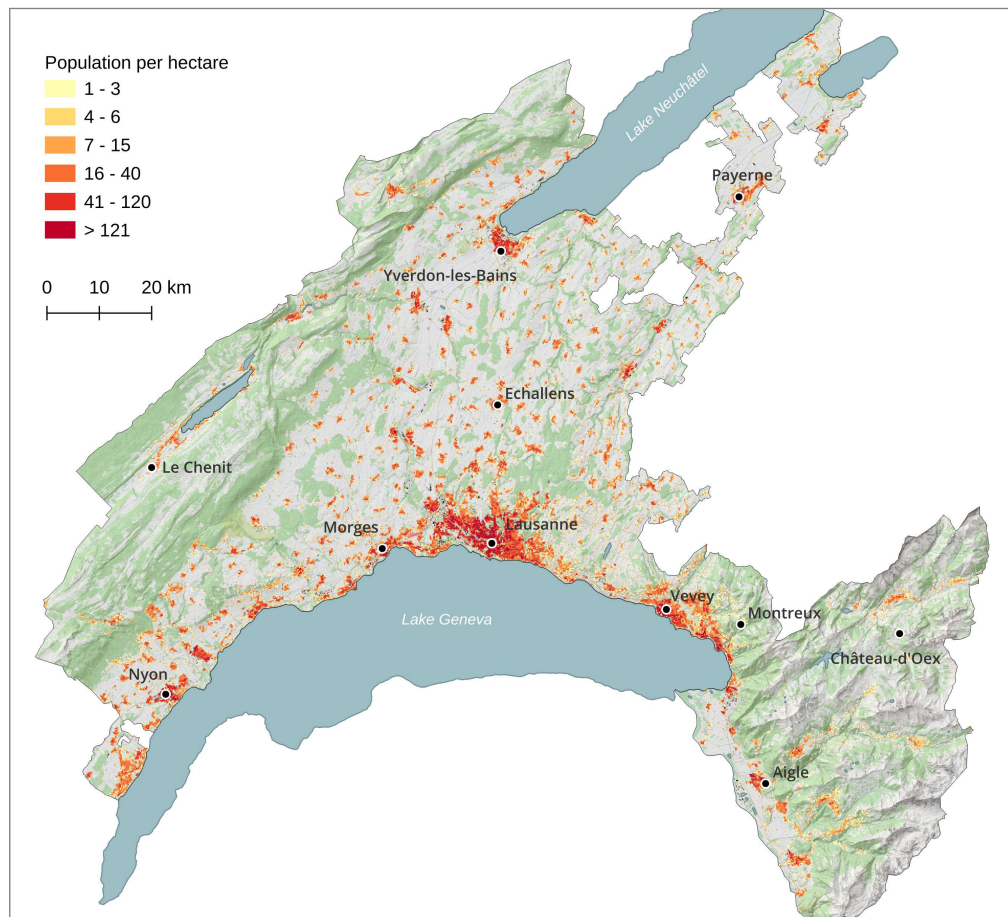 Population per hectare
1 - 3
4 - 6
7 - 15
16 - 40
41 - 120
> 121
0 10 20 km
Lake Neuchâtel
Payerne
Yverdon-les-Bains
Echallens
Le Chenit
Morges
Lausanne
Vevey
Montreux
Lake Geneva
Château-d'Oex
Nyon
Aigle